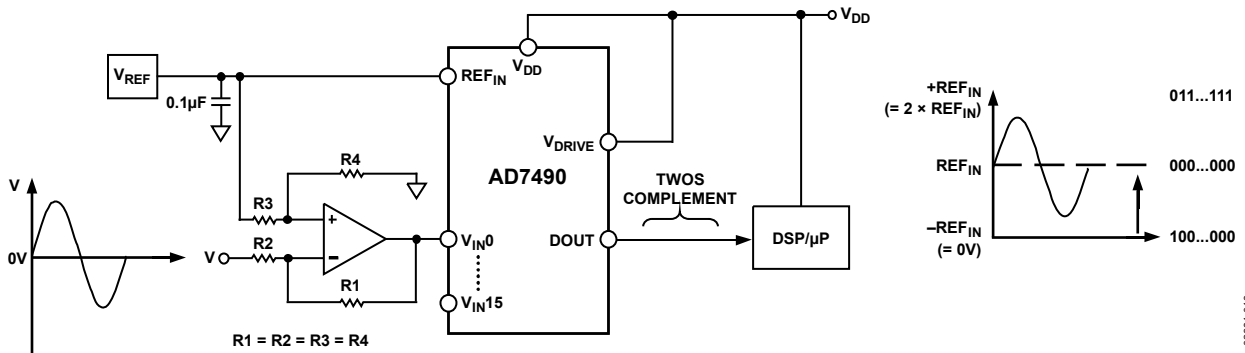 V_REF
0.1µF
REF_IN
V_DD
V_DD
V_DRIVE
AD7490
R4
R3
R2
R1
+
−
V
V
0V
V_IN0
V_IN15
DOUT
TWOS
COMPLEMENT
DSP/µP
R1 = R2 = R3 = R4
+REF_IN
(= 2 × REF_IN)
REF_IN
−REF_IN
(= 0V)
011...111
000...000
100...000